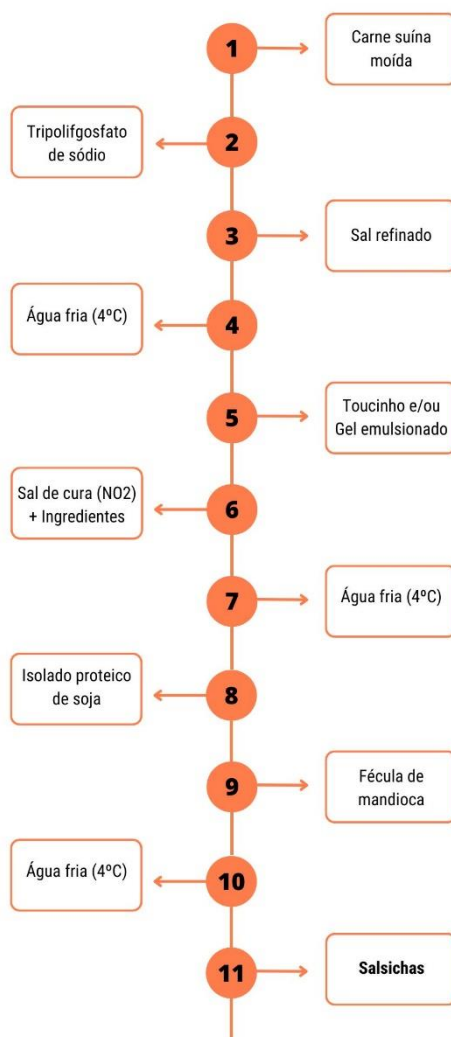 1
Carne suína
moída
Tripolifgosfato
de sódio
2
3
Sal refinado
Água fria (4ºC)
4
5
Toucinho e/ou
Gel emulsionado
Sal de cura (NO2)
+ Ingredientes
6
7
Água fria (4ºC)
Isolado proteico
de soja
8
9
Fécula de
mandioca
Água fria (4ºC)
10
11
Salsichas